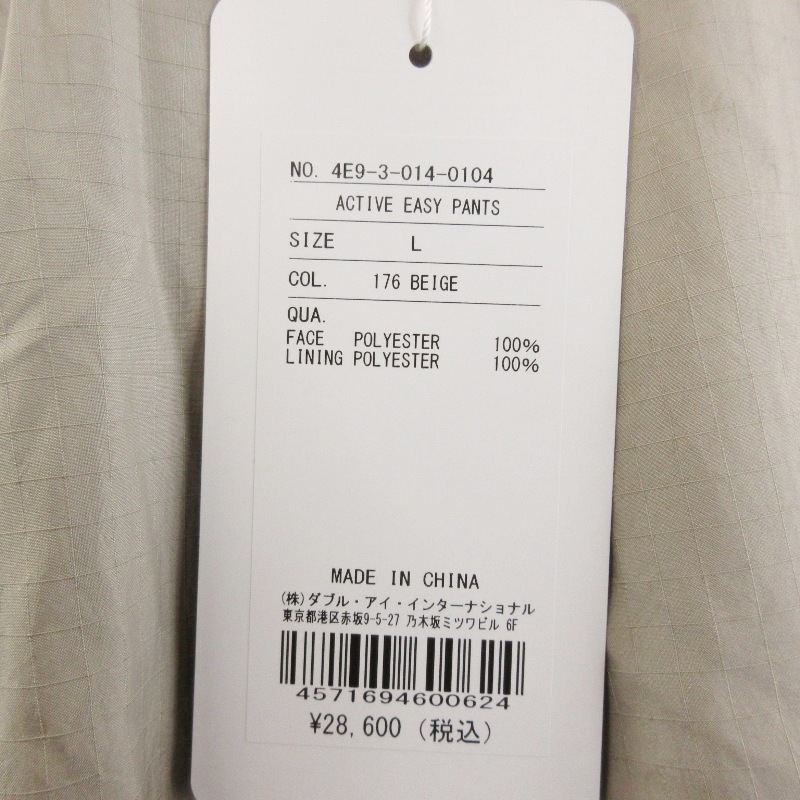 NO. 4E9-3-014-0104
ACTIVE EASY PANTS
SIZE L
COL. 176 BEIGE
QUA.
FACE POLYESTER 100%
LINING POLYESTER 100%
MADE IN CHINA
(株)ダブル・アイ・インターナショナル
東京都港区赤坂9-5-27 乃木坂ミツワビル 6F
4571694600624
¥28,600 (税込)